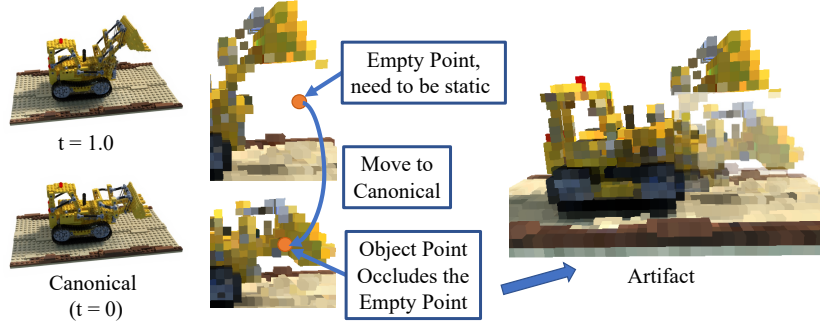 t = 1.0
Canonical
(t = 0)
Empty Point,
need to be static
Move to
Canonical
Object Point
Occludes the
Empty Point
Artifact